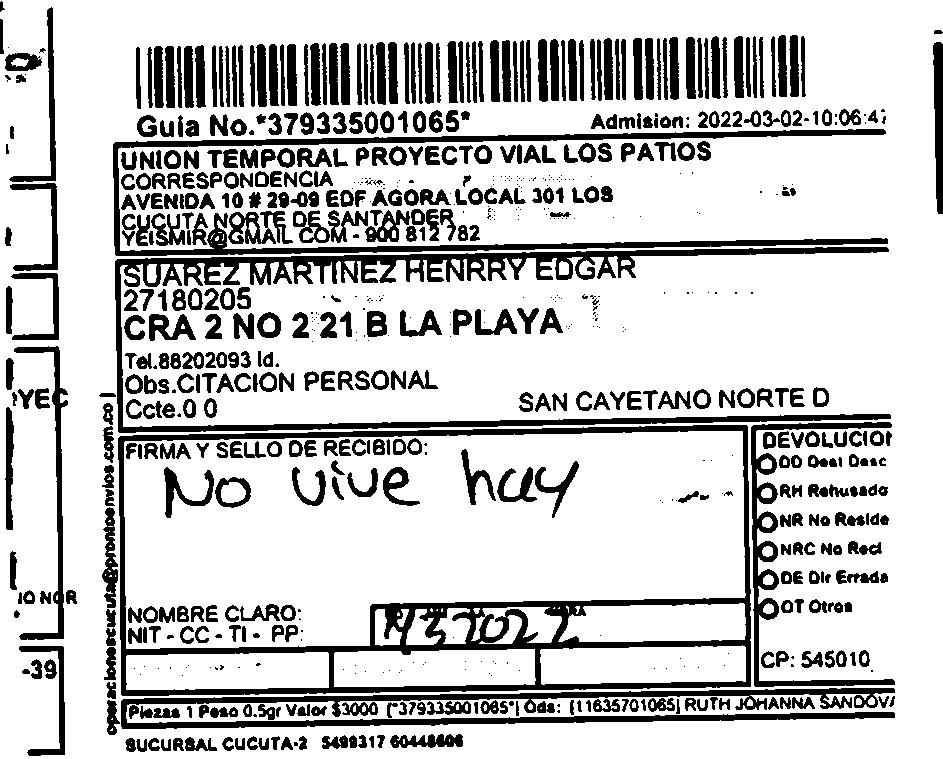 Guia No.*379335001065*
Admision: 2022-03-02-10:06:47
UNION TEMPORAL PROYECTO VIAL LOS PATIOS
CORRESPONDENCIA
AVENIDA 10 # 29-09 EDF AGORA LOCAL 301 LOS
CUCUTA NORTE DE SANTANDER
YEISMIR@GMAIL COM - 900 812 782
SUAREZ MARTINEZ HENRRY EDGAR
27180205
CRA 2 NO 2 21 B LA PLAYA
Tel.88202093 Id.
Obs.CITACION PERSONAL
Ccte.0 0
SAN CAYETANO NORTE D
operacionescucuta@prontoenvios.com.co
FIRMA Y SELLO DE RECIBIDO:
No vive hay
NOMBRE CLARO:
NIT - CC - TI - PP:
DEVOLUCION
DD Dest Desc
RH Rehusado
NR No Reside
NRC No Recl
DE Dir Errada
OT Otros
CP: 545010
Piezas 1 Peso 0.5gr Valor $3000 [*379335001065*] Ods: [11635701065] RUTH JOHANNA SANDOVA
SUCURSAL CUCUTA-2 5499317 60448606
YEC
IO NOR
-39